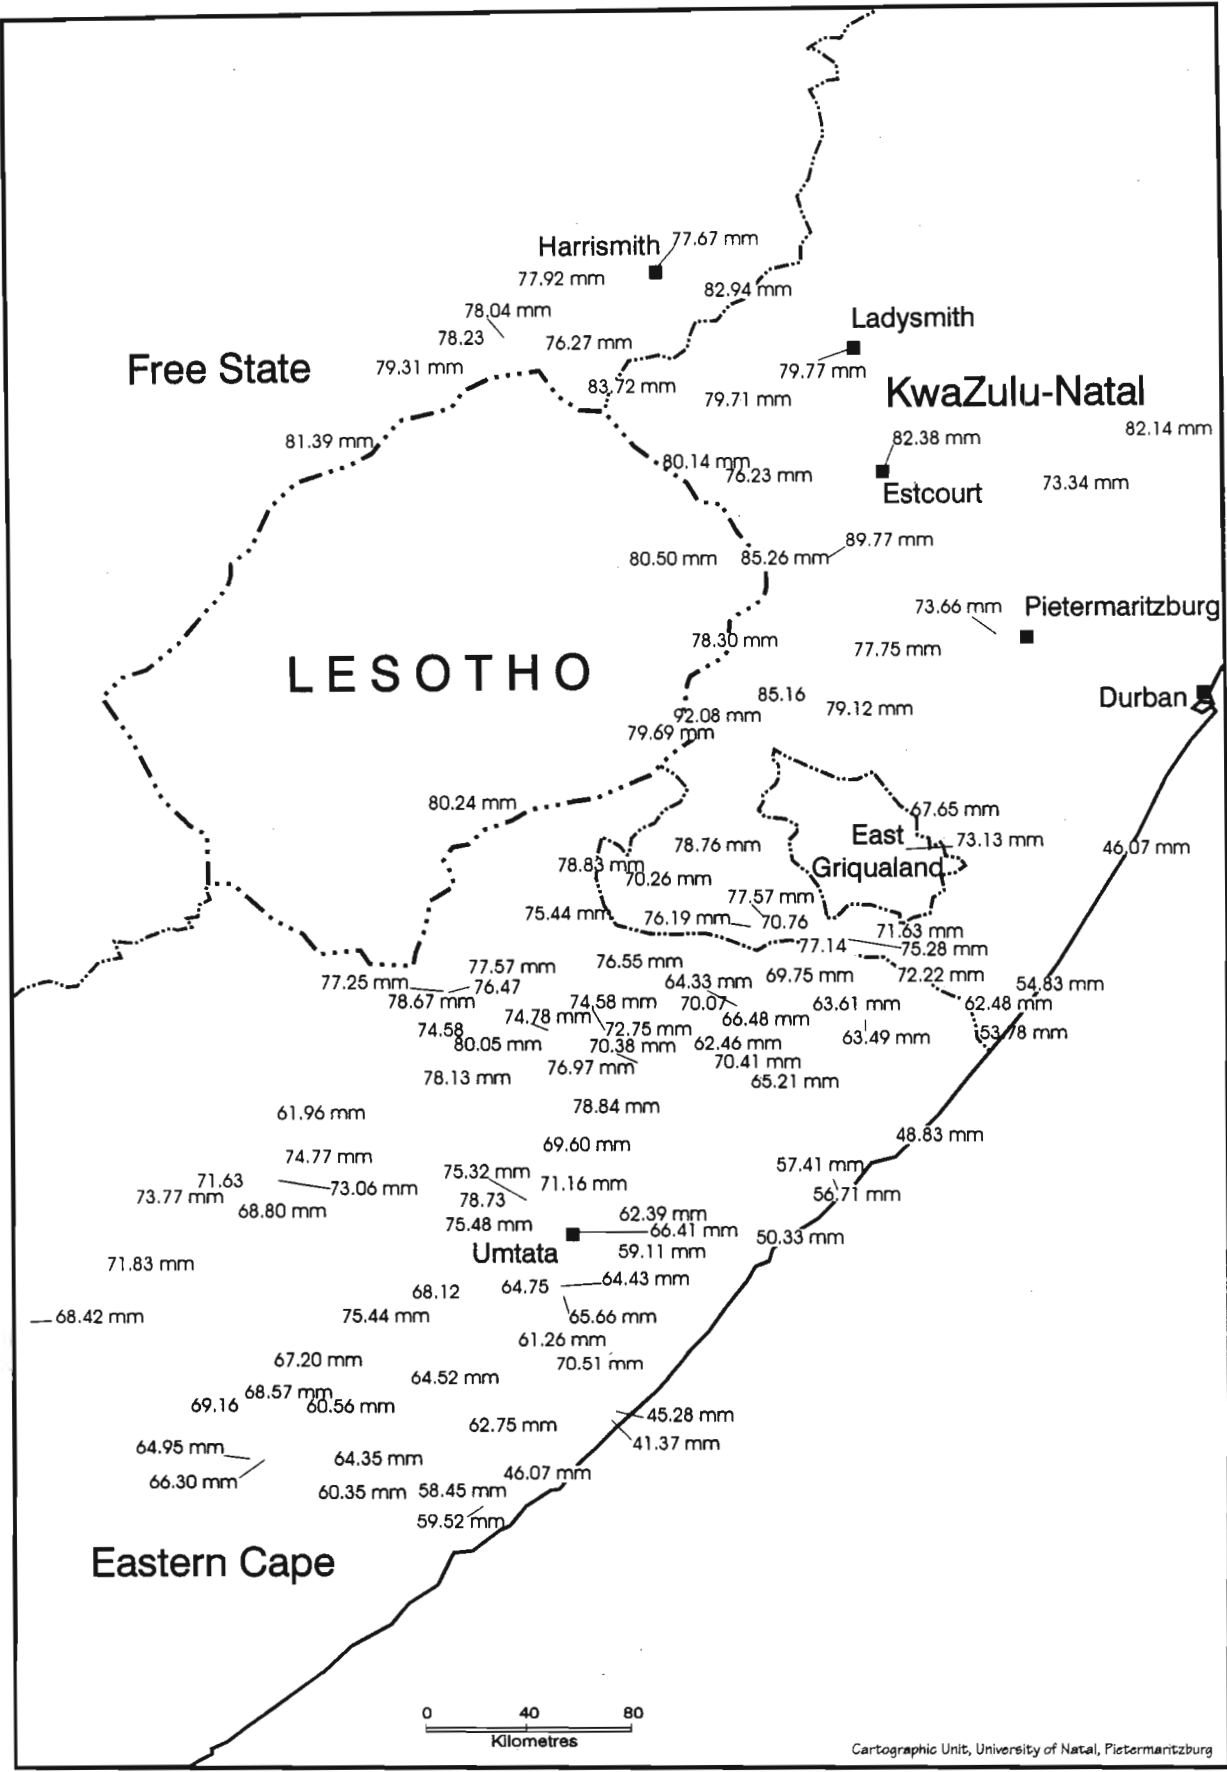 Harrismith
77.67 mm
77.92 mm
82.94 mm
78.04 mm
Ladysmith
78.23
76.27 mm
Free State
79.31 mm
79.77 mm
83.72 mm
79.71 mm
KwaZulu-Natal
81.39 mm
82.38 mm
82.14 mm
80.14 mm
76.23 mm
Estcourt
73.34 mm
89.77 mm
80.50 mm
85.26 mm
73.66 mm
Pietermaritzburg
78.30 mm
77.75 mm
LESOTHO
85.16
79.12 mm
Durban
92.08 mm
79.69 mm
80.24 mm
67.65 mm
East
Griqualand
73.13 mm
46.07 mm
78.76 mm
78.83 mm
70.26 mm
77.57 mm
75.44 mm
76.19 mm
70.76
71.63 mm
77.14
75.28 mm
77.57 mm
76.55 mm
77.25 mm
76.47
64.33 mm
69.75 mm
72.22 mm
54.83 mm
78.67 mm
74.58 mm
70.07
63.61 mm
62.48 mm
74.78 mm
66.48 mm
74.58
72.75 mm
63.49 mm
53.78 mm
80.05 mm
70.38 mm
62.46 mm
76.97 mm
70.41 mm
78.13 mm
65.21 mm
61.96 mm
78.84 mm
48.83 mm
69.60 mm
74.77 mm
57.41 mm
75.32 mm
71.63
73.06 mm
71.16 mm
73.77 mm
56.71 mm
78.73
68.80 mm
62.39 mm
75.48 mm
66.41 mm
50.33 mm
Umtata
59.11 mm
71.83 mm
64.43 mm
68.12
64.75
68.42 mm
75.44 mm
65.66 mm
61.26 mm
67.20 mm
70.51 mm
64.52 mm
68.57 mm
69.16
60.56 mm
45.28 mm
62.75 mm
64.95 mm
41.37 mm
64.35 mm
66.30 mm
46.07 mm
60.35 mm
58.45 mm
59.52 mm
Eastern Cape
0 40 80
Kilometres
Cartographic Unit, University of Natal, Pietermaritzburg